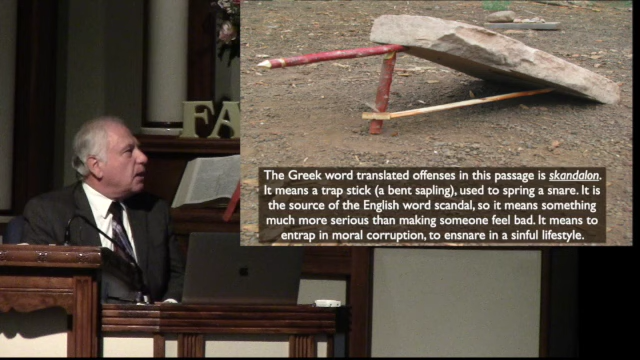 FA
The Greek word translated offenses in this passage is skandalon.
It means a trap stick (a bent sapling), used to spring a snare. It is
the source of the English word scandal, so it means something
much more serious than making someone feel bad. It means to
entrap in moral corruption, to ensnare in a sinful lifestyle.